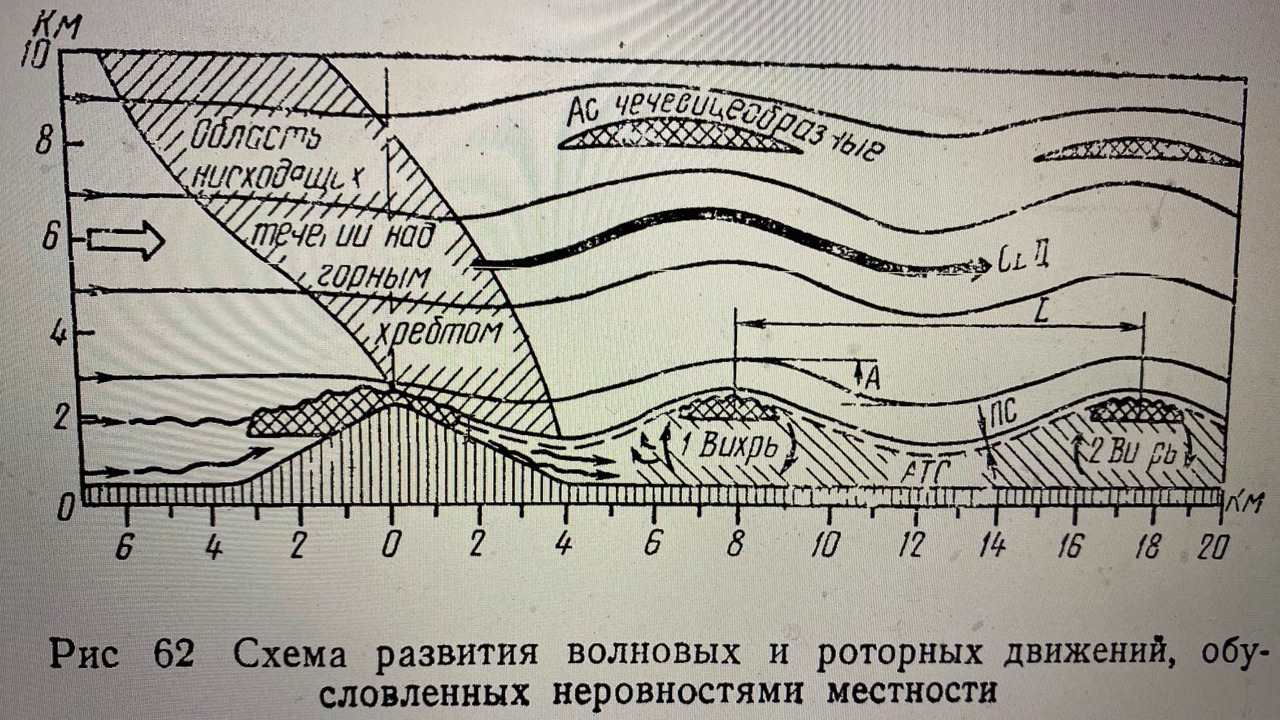 Км
10
Ас чечевицеобразные
8
Область
нисходящих
течений над
6
горным
L
4
хребтом
А
2
ПС
1 Вихрь
2 Ви рь
АТС
0
км
6 4 2 0 2 4 6 8 10 12 14 16 18 20
Рис 62 Схема развития волновых и роторных движений, обу-
словленных неровностями местности